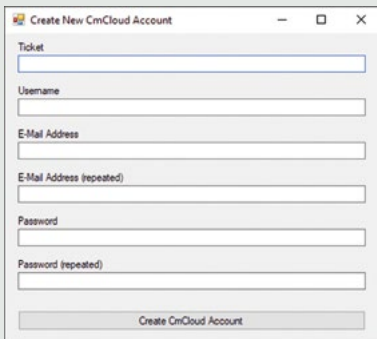 Create New CmCloud Account
Ticket
Username
E-Mail Address
E-Mail Address (repeated)
Password
Password (repeated)
Create CmCloud Account